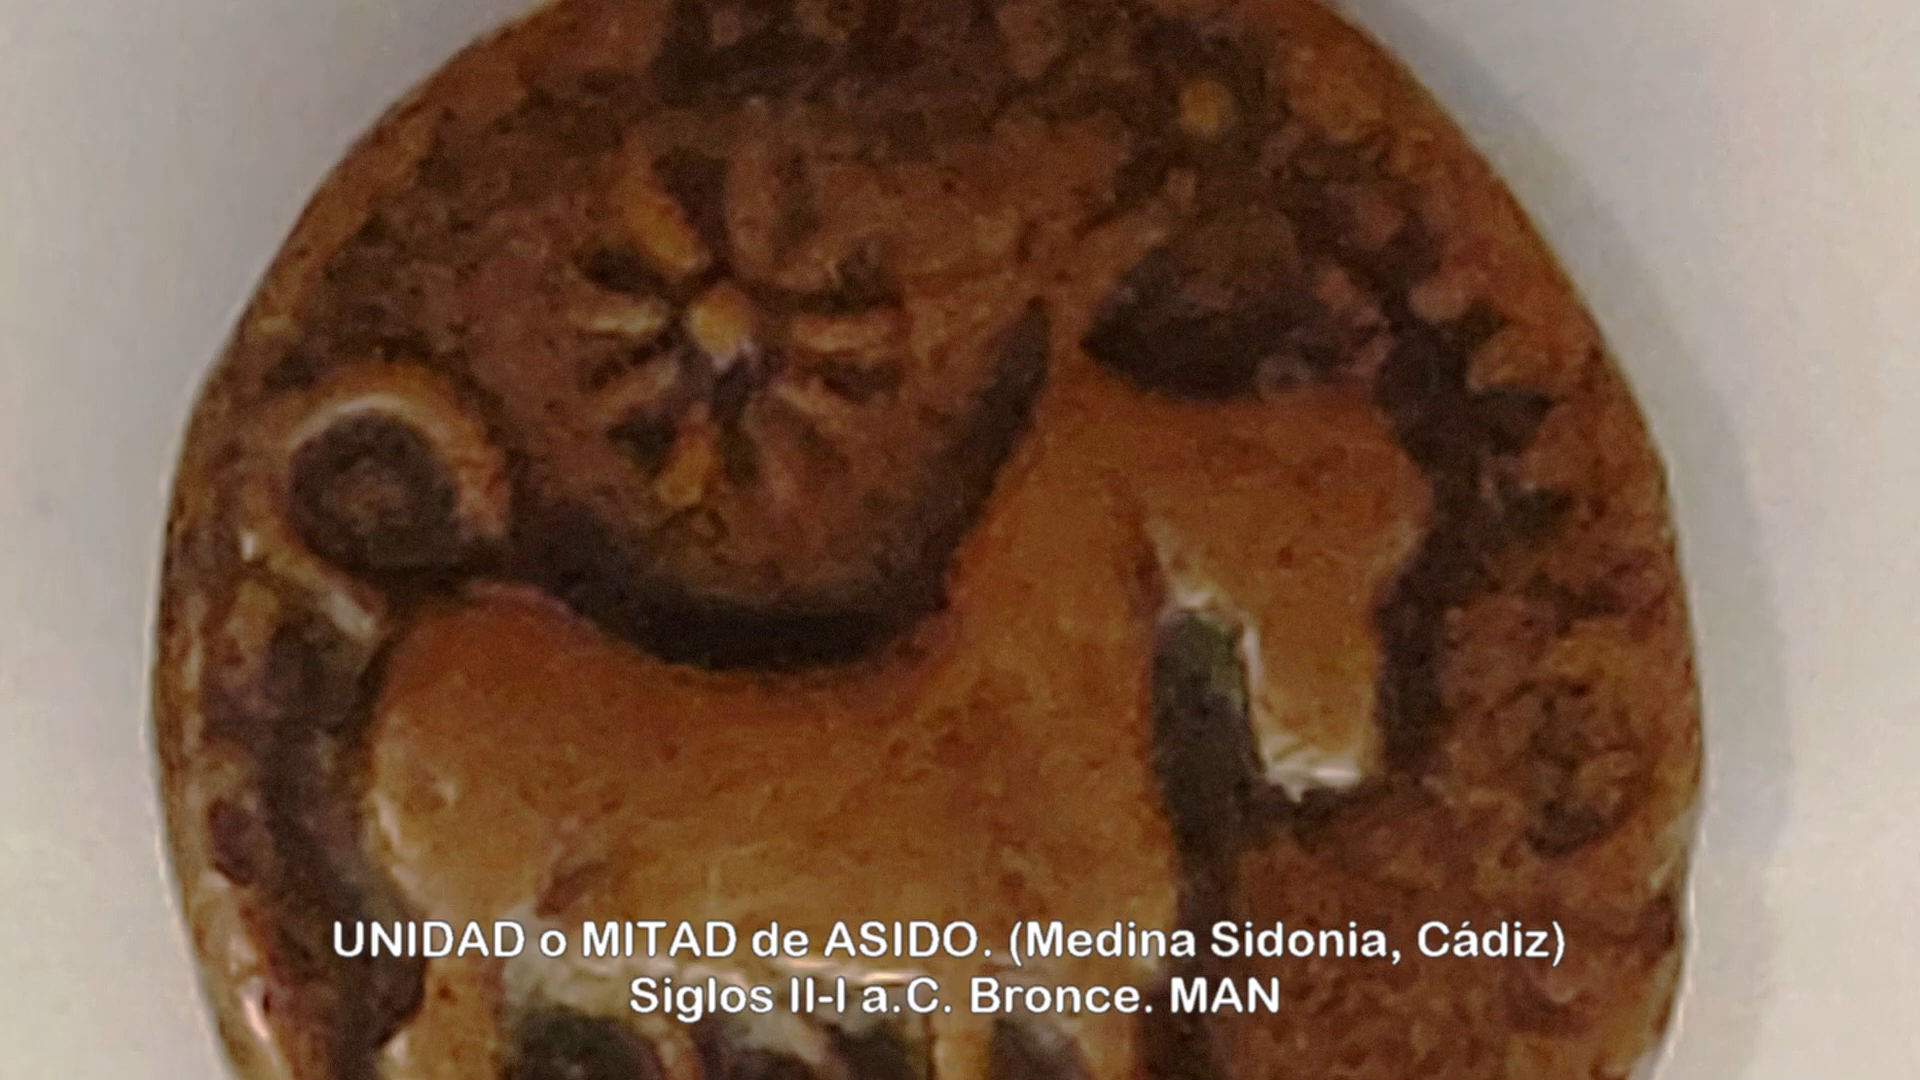 UNIDAD o MITAD de ASIDO. (Medina Sidonia, Cádiz)
Siglos II-I a.C. Bronce. MAN